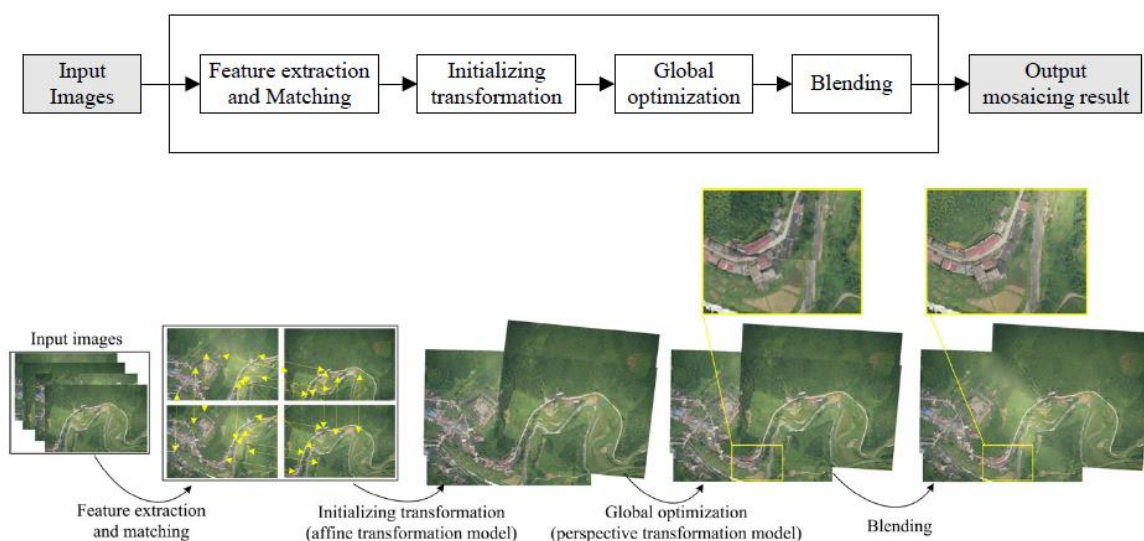 Input
Images
Feature extraction
and Matching
Initializing
transformation
Global
optimization
Blending
Output
mosaicing result
Input images
Feature extraction
and matching
Initializing transformation
(affine transformation model)
Global optimization
(perspective transformation model)
Blending